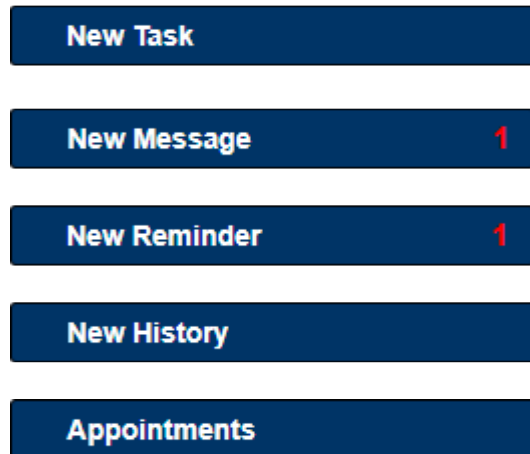 New Task
New Message 1
New Reminder 1
New History
Appointments